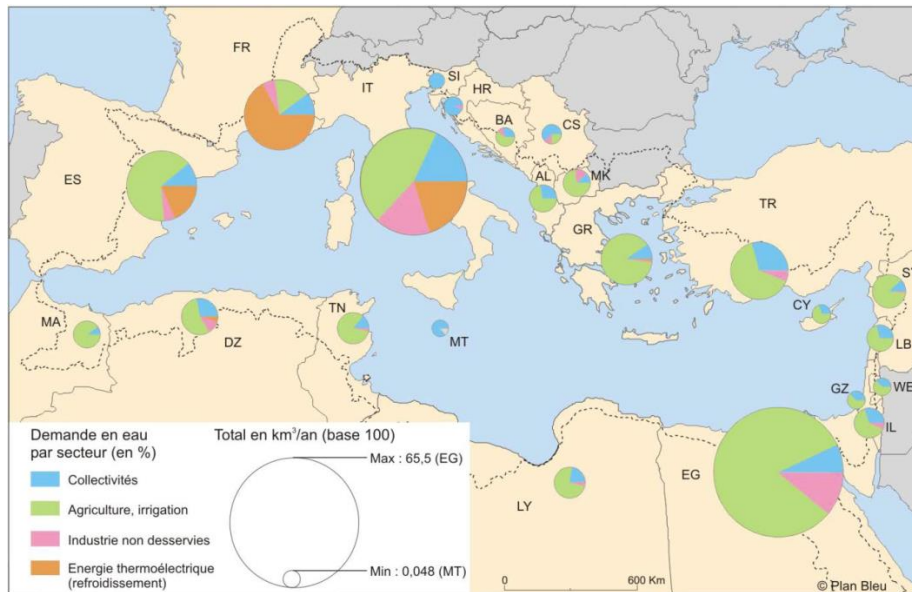 FR
SI
IT
HR
BA
CS
ES
AL
MK
TR
GR
SY
CY
MA
TN
DZ
MT
LB
GZ
WE
IL
EG
LY
Demande en eau
par secteur (en %)
Collectivités
Agriculture, irrigation
Industrie non desservies
Energie thermoélectrique
(refroidissement)
Total en km³/an (base 100)
Max : 65,5 (EG)
Min : 0,048 (MT)
0 600 Km
© Plan Bleu